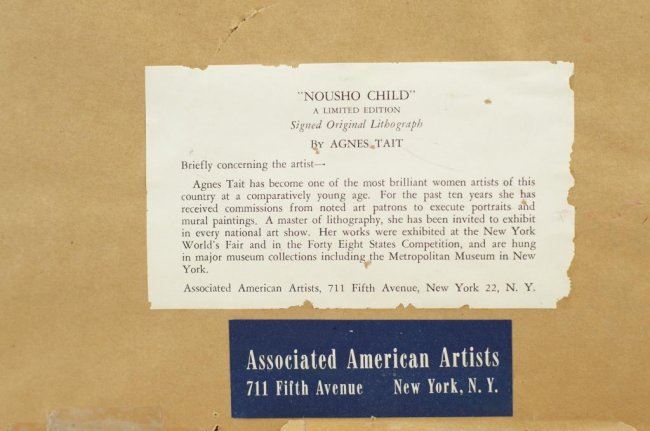 "NOUSHO CHILD"
A LIMITED EDITION
Signed Original Lithograph
By AGNES TAIT
Briefly concerning the artist—
Agnes Tait has become one of the most brilliant women artists of this
country at a comparatively young age. For the past ten years she has
received commissions from noted art patrons to execute portraits and
mural paintings. A master of lithography, she has been invited to exhibit
in every national art show. Her works were exhibited at the New York
World's Fair and in the Forty Eight States Competition, and are hung
in major museum collections including the Metropolitan Museum in New
York.
Associated American Artists, 711 Fifth Avenue, New York 22, N. Y.
Associated American Artists
711 Fifth Avenue New York, N. Y.